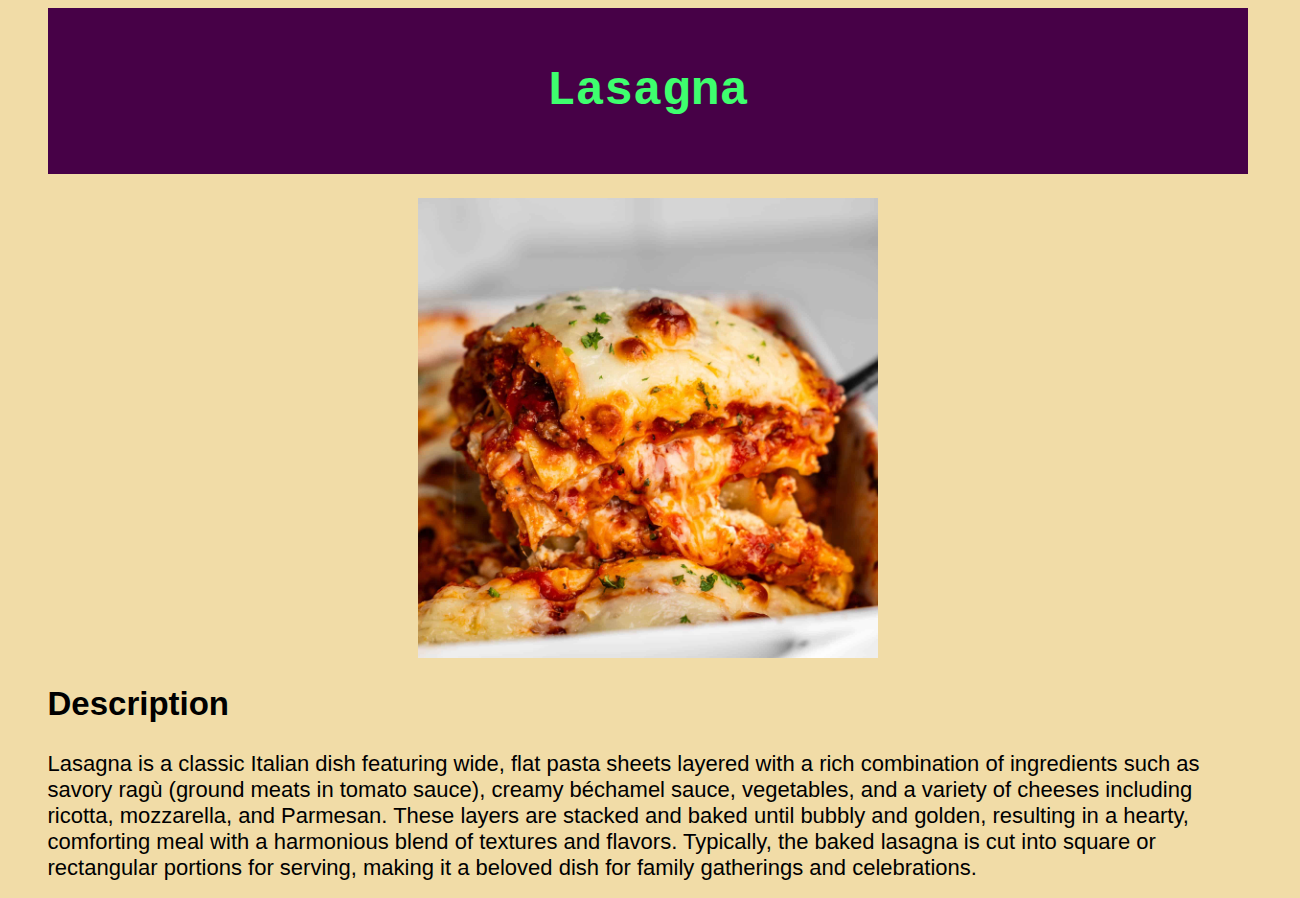 Lasagna
Description
Lasagna is a classic Italian dish featuring wide, flat pasta sheets layered with a rich combination of ingredients such as
savory ragù (ground meats in tomato sauce), creamy béchamel sauce, vegetables, and a variety of cheeses including
ricotta, mozzarella, and Parmesan. These layers are stacked and baked until bubbly and golden, resulting in a hearty,
comforting meal with a harmonious blend of textures and flavors. Typically, the baked lasagna is cut into square or
rectangular portions for serving, making it a beloved dish for family gatherings and celebrations.